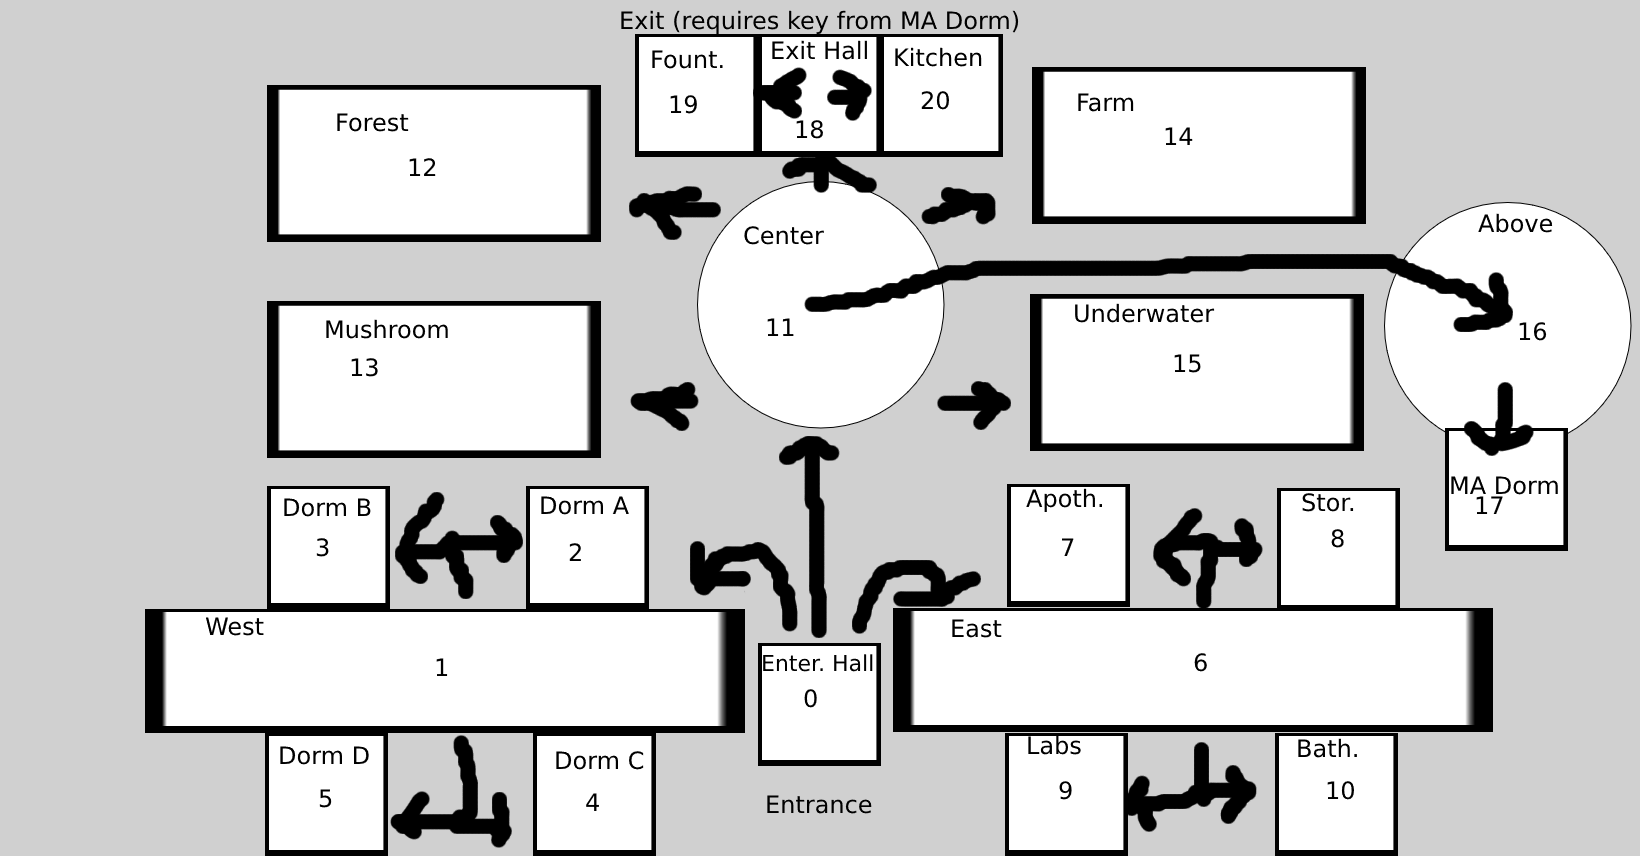 Exit (requires key from MA Dorm)
Fount.
19
Exit Hall
18
Kitchen
20
Forest
12
Farm
14
Center
11
Above
16
Mushroom
13
Underwater
15
MA Dorm
17
Dorm B
3
Dorm A
2
Apoth.
7
Stor.
8
West
1
Enter. Hall
0
East
6
Dorm D
5
Dorm C
4
Entrance
Labs
9
Bath.
10